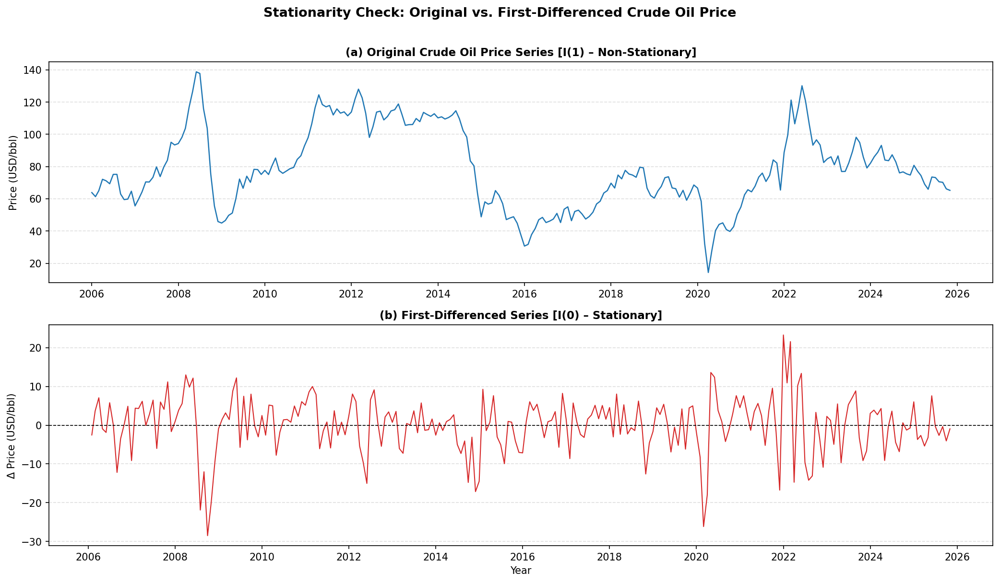 Stationarity Check: Original vs. First-Differenced Crude Oil Price
(a) Original Crude Oil Price Series [I(1) – Non-Stationary]
Price (USD/bbl)
140
120
100
80
60
40
20
2006 2008 2010 2012 2014 2016 2018 2020 2022 2024 2026
(b) First-Differenced Series [I(0) – Stationary]
Δ Price (USD/bbl)
20
10
0
−10
−20
−30
2006 2008 2010 2012 2014 2016 2018 2020 2022 2024 2026
Year